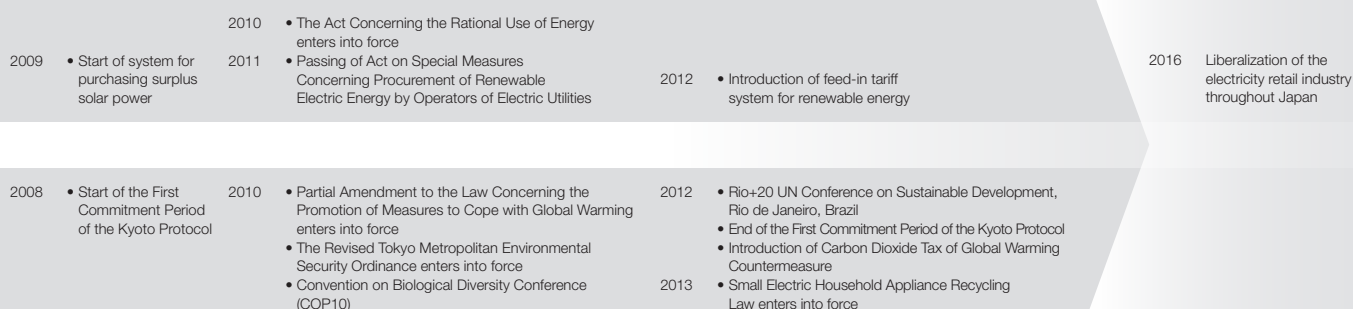 2009 • Start of system for
purchasing surplus
solar power
2010 • The Act Concerning the Rational Use of Energy
enters into force
2011 • Passing of Act on Special Measures
Concerning Procurement of Renewable
Electric Energy by Operators of Electric Utilities
2012 • Introduction of feed-in tariff
system for renewable energy
2016 Liberalization of the
electricity retail industry
throughout Japan
2008 • Start of the First
Commitment Period
of the Kyoto Protocol
2010 • Partial Amendment to the Law Concerning the
Promotion of Measures to Cope with Global Warming
enters into force
• The Revised Tokyo Metropolitan Environmental
Security Ordinance enters into force
• Convention on Biological Diversity Conference
(COP10)
2012 • Rio+20 UN Conference on Sustainable Development,
Rio de Janeiro, Brazil
• End of the First Commitment Period of the Kyoto Protocol
• Introduction of Carbon Dioxide Tax of Global Warming
Countermeasure
2013 • Small Electric Household Appliance Recycling
Law enters into force